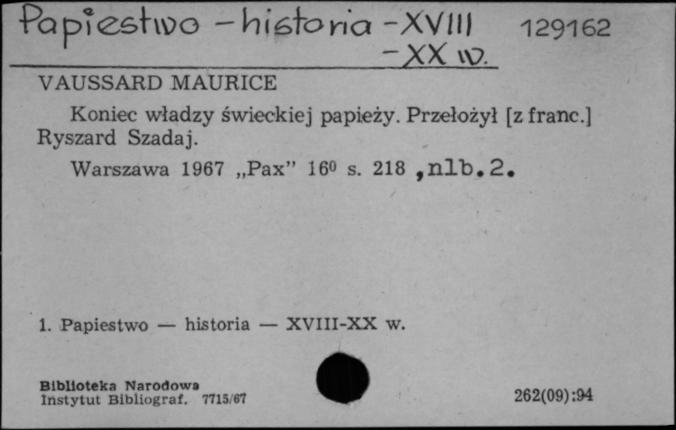 Papiestwo - historia - XVIII 129162
- XX w.
VAUSSARD MAURICE
Koniec władzy świeckiej papieży. Przełożył [z franc.]
Ryszard Szadaj.
Warszawa 1967 „Pax” 16⁰ s. 218 ,nlb.2.
1. Papiestwo — historia — XVIII-XX w.
Biblioteka Narodowa
Instytut Bibliograf. 7715/67 262(09):94